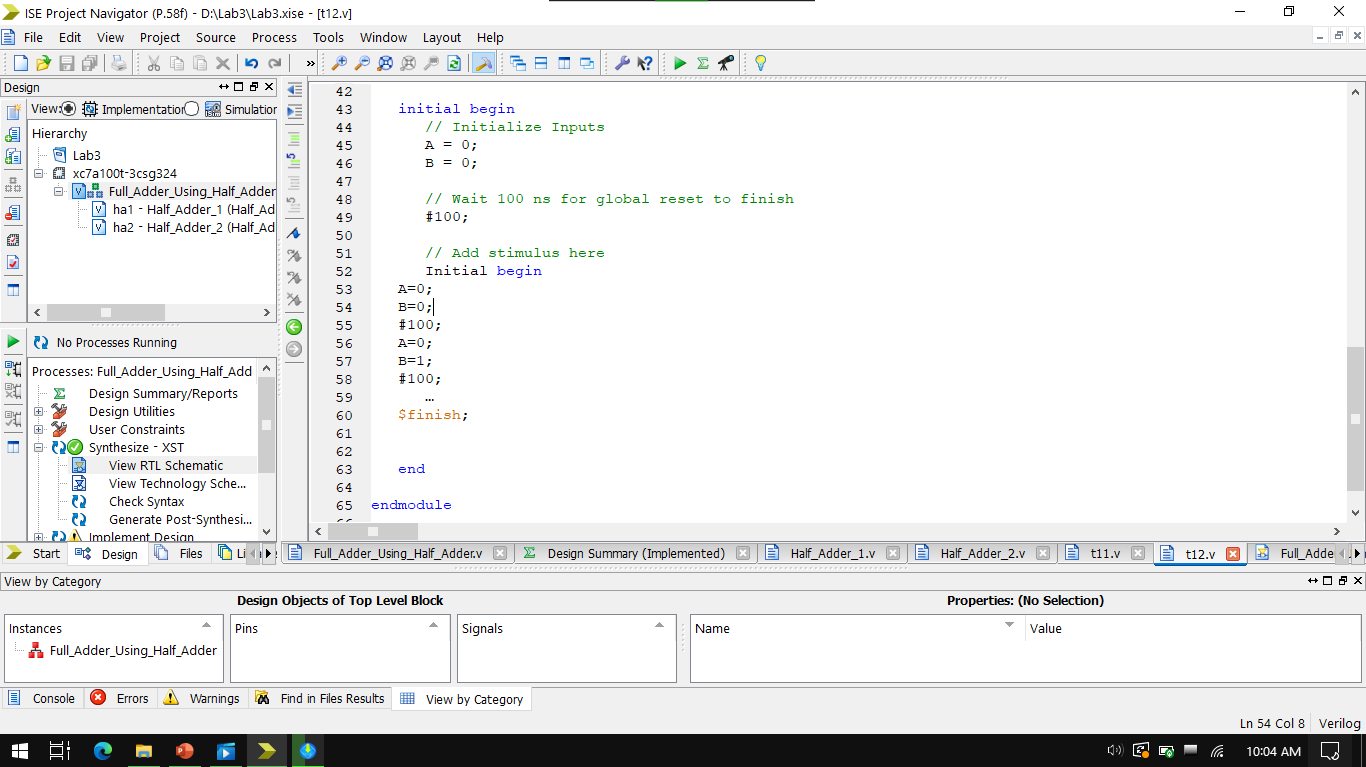 ISE Project Navigator (P.58f) - D:\Lab3\Lab3.xise - [t12.v]
File Edit View Project Source Process Tools Window Layout Help
Design
View: Implementation Simulation
Hierarchy
Lab3
xc7a100t-3csg324
Full_Adder_Using_Half_Adder
ha1 - Half_Adder_1 (Half_Ad
ha2 - Half_Adder_2 (Half_Ad
No Processes Running
Processes: Full_Adder_Using_Half_Add
Design Summary/Reports
Design Utilities
User Constraints
Synthesize - XST
View RTL Schematic
View Technology Sche...
Check Syntax
Generate Post-Synthesi...
Implement Design
Start Design Files Li
42
43 initial begin
44 // Initialize Inputs
45 A = 0;
46 B = 0;
47
48 // Wait 100 ns for global reset to finish
49 #100;
50
51 // Add stimulus here
52 Initial begin
53 A=0;
54 B=0;
55 #100;
56 A=0;
57 B=1;
58 #100;
59 …
60 $finish;
61
62
63 end
64
65 endmodule
66
Full_Adder_Using_Half_Adder.v Design Summary (Implemented) Half_Adder_1.v Half_Adder_2.v t11.v t12.v Full_Adde
View by Category
Design Objects of Top Level Block
Properties: (No Selection)
Instances Pins Signals Name Value
Full_Adder_Using_Half_Adder
Console Errors Warnings Find in Files Results View by Category
Ln 54 Col 8 Verilog
10:04 AM